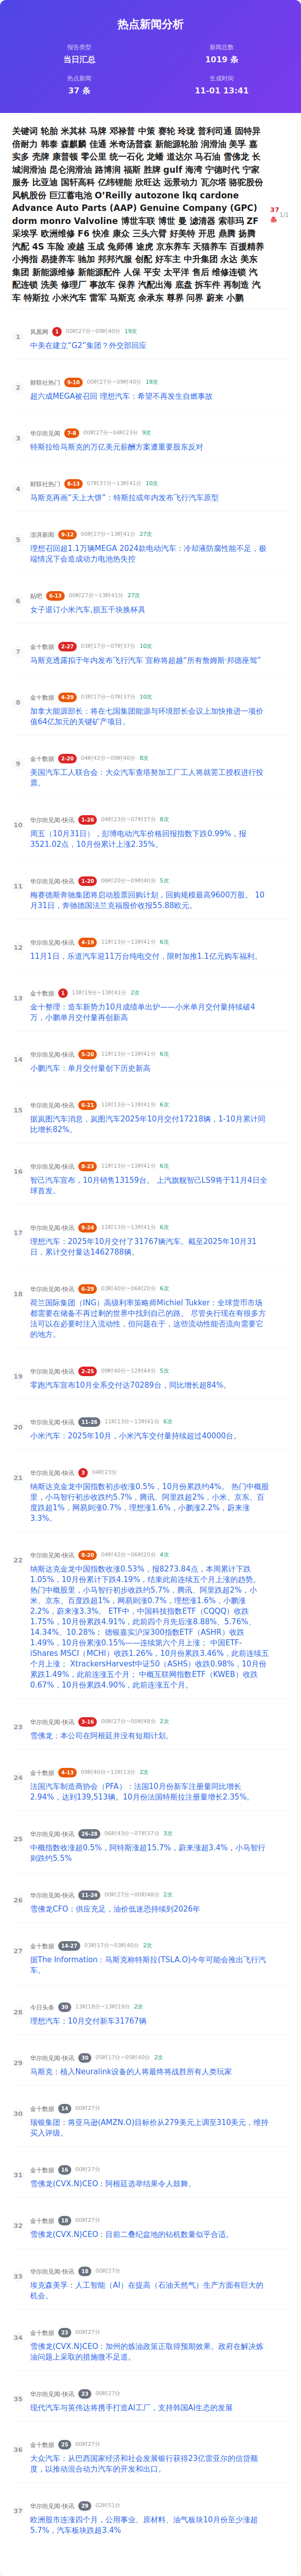 热点新闻分析
报告类型
当日汇总
新闻总数
1019 条
热点新闻
37 条
生成时间
11-01 13:41
关键词 轮胎 米其林 马牌 邓禄普 中策 赛轮 玲珑 普利司通 固特异
倍耐力 韩泰 森麒麟 佳通 米奇汤普森 新能源轮胎 润滑油 美孚 嘉
实多 壳牌 康普顿 零公里 统一石化 龙蟠 道达尔 马石油 雪佛龙 长
城润滑油 昆仑润滑油 路博润 福斯 胜牌 gulf 海湾 宁德时代 宁家
服务 比亚迪 国轩高科 亿纬锂能 欣旺达 远景动力 瓦尔塔 骆驼股份
风帆股份 巨江蓄电池 O'Reilly autozone lkq cardone
Advance Auto Parts (AAP) Genuine Company (GPC)
dorm monro Valvoline 博世车联 博世 曼 滤清器 索菲玛 ZF
采埃孚 欧洲维修 F6 快准 康众 三头六臂 好美特 开思 鼎腾 扬腾
汽配 4S 车险 凌越 玉成 兔师傅 途虎 京东养车 天猫养车 百援精养
小拇指 易捷养车 驰加 邦邦汽服 创配 好车主 中升集团 永达 美东
集团 新能源维修 新能源配件 人保 平安 太平洋 售后 维修连锁 汽
配连锁 洗美 修理厂 事故车 保养 汽配出海 底盘 拆车件 再制造 汽
车 特斯拉 小米汽车 雷军 马斯克 余承东 尊界 问界 蔚来 小鹏
37
条
1/1
1
凤凰网 1 00时27分~09时40分 19次
中美在建立“G2”集团？外交部回应
2
财联社热门 9-10 00时27分~09时40分 19次
超六成MEGA被召回 理想汽车：希望不再发生自燃事故
3
华尔街见闻 7-8 00时27分~04时23分 9次
特斯拉给马斯克的万亿美元薪酬方案遭重要股东反对
4
财联社热门 8-13 07时37分~13时41分 10次
马斯克再画“天上大饼”：特斯拉或年内发布飞行汽车原型
5
澎湃新闻 9-12 00时27分~13时41分 27次
理想召回超1.1万辆MEGA 2024款电动汽车：冷却液防腐性能不足，极
端情况下会造成动力电池热失控
6
贴吧 6-13 00时27分~13时41分 27次
女子退订小米汽车,损五千块换杯具
7
金十数据 2-27 03时17分~07时37分 10次
马斯克透露拟于年内发布飞行汽车 宣称将超越“所有詹姆斯·邦德座驾”
8
金十数据 4-29 03时17分~07时37分 10次
加拿大能源部长：将在七国集团能源与环境部长会议上加快推进一项价
值64亿加元的关键矿产项目。
9
金十数据 2-20 04时42分~09时40分 8次
美国汽车工人联合会：大众汽车查塔努加工厂工人将就罢工授权进行投
票。
10
华尔街见闻-快讯 1-26 04时23分~07时37分 8次
周五（10月31日），彭博电动汽车价格回报指数下跌0.99%，报
3521.02点，10月份累计上涨2.35%。
11
华尔街见闻-快讯 1-20 06时20分~09时40分 5次
梅赛德斯奔驰集团将启动股票回购计划，回购规模最高9600万股。 10
月31日，奔驰德国法兰克福股价收报55.88欧元。
12
华尔街见闻-快讯 4-19 11时13分~13时41分 6次
11月1日，乐道汽车迎11万台纯电交付，限时加推1.1亿元购车福利。
13
金十数据 1 13时19分~13时41分 2次
金十整理：造车新势力10月成绩单出炉——小米单月交付量持续破4
万，小鹏单月交付量再创新高
14
华尔街见闻-快讯 5-20 11时13分~13时41分 6次
小鹏汽车：单月交付量创下历史新高
15
华尔街见闻-快讯 6-21 11时13分~13时41分 6次
据岚图汽车消息，岚图汽车2025年10月交付17218辆，1-10月累计同
比增长82%。
16
华尔街见闻-快讯 8-23 11时13分~13时41分 6次
智己汽车宣布，10月销售13159台。 上汽旗舰智己LS9将于11月4日全
球首发。
17
华尔街见闻-快讯 9-24 11时13分~13时41分 6次
理想汽车：2025年10月交付了31767辆汽车。截至2025年10月31
日，累计交付量达1462788辆。
18
华尔街见闻-快讯 6-29 03时40分~06时20分 6次
荷兰国际集团（ING）高级利率策略师Michiel Tukker：全球货币市场
都需要在储备不再过剩的世界中找到自己的路。 尽管央行现在有很多方
法可以在必要时注入流动性，但问题在于，这些流动性能否流向需要它
的地方。
19
华尔街见闻-快讯 2-25 09时40分~12时44分 5次
零跑汽车宣布10月全系交付达70289台，同比增长超84%。
20
华尔街见闻-快讯 11-26 11时13分~13时41分 6次
小米汽车：2025年10月，小米汽车交付量持续超过40000台。
21
华尔街见闻-快讯 3 04时23分
纳斯达克金龙中国指数初步收涨0.5%，10月份累跌约4%。 热门中概股
里，小马智行初步收跌约5.7%，腾讯、阿里跌超2%，小米、京东、百
度跌超1%，网易则涨0.7%，理想涨1.6%，小鹏涨2.2%，蔚来涨
3.3%。
22
华尔街见闻-快讯 8-20 04时42分~06时20分 4次
纳斯达克金龙中国指数收涨0.53%，报8273.84点，本周累计下跌
1.05%，10月份累计下跌4.19%，结束此前连续五个月上涨的趋势。
热门中概股里，小马智行初步收跌约5.7%，腾讯、阿里跌超2%，小
米、京东、百度跌超1%，网易则涨0.7%，理想涨1.6%，小鹏涨
2.2%，蔚来涨3.3%。 ETF中，中国科技指数ETF（CQQQ）收跌
1.75%，10月份累跌4.91%，此前四个月先后涨8.88%、5.76%、
14.34%、10.28%； 德银嘉实沪深300指数ETF（ASHR）收跌
1.49%，10月份累涨0.15%——连续第六个月上涨； 中国ETF-
iShares MSCI（MCHI）收跌1.26%，10月份累跌3.46%，此前连续五
个月上涨； XtrackersHarvest中证50（ASHS）收跌0.98%，10月份
累跌1.49%，此前连涨五个月； 中概互联网指数ETF（KWEB）收跌
0.67%，10月份累跌4.90%，此前连涨五个月。
23
华尔街见闻-快讯 3-16 00时27分~00时48分 2次
雪佛龙：本公司在阿根廷并没有短期计划。
24
金十数据 4-13 09时40分~11时13分 2次
法国汽车制造商协会（PFA）：法国10月份新车注册量同比增长
2.94%，达到139,513辆。10月份法国特斯拉注册量增长2.35%。
25
华尔街见闻-快讯 26-28 06时43分~07时37分 3次
中概指数收涨超0.5%，阿特斯涨超15.7%，蔚来涨超3.4%，小马智行
则跌约5.5%
26
华尔街见闻-快讯 11-24 00时27分~00时48分 2次
雪佛龙CFO：供应充足，油价低迷恐持续到2026年
27
金十数据 14-27 03时17分~03时40分 2次
据The Information：马斯克称特斯拉(TSLA.O)今年可能会推出飞行汽
车。
28
今日头条 30 13时18分~13时19分 2次
理想汽车：10月交付新车31767辆
29
华尔街见闻-快讯 30 05时17分~05时40分 2次
马斯克：植入Neuralink设备的人将最终将战胜所有人类玩家
30
金十数据 14 00时27分
瑞银集团：将亚马逊(AMZN.O)目标价从279美元上调至310美元，维持
买入评级。
31
金十数据 16 00时27分
雪佛龙(CVX.N)CEO：阿根廷选举结果令人鼓舞。
32
金十数据 18 00时27分
雪佛龙(CVX.N)CEO：目前二叠纪盆地的钻机数量似乎合适。
33
华尔街见闻-快讯 18 00时27分
埃克森美孚：人工智能（AI）在提高（石油天然气）生产方面有巨大的
机会。
34
金十数据 23 00时27分
雪佛龙(CVX.N)CEO：加州的炼油政策正取得预期效果。政府在解决炼
油问题上采取的措施微不足道。
35
华尔街见闻-快讯 23 00时27分
现代汽车与英伟达将携手打造AI工厂，支持韩国AI生态的发展
36
金十数据 25 00时27分
大众汽车：从巴西国家经济和社会发展银行获得23亿雷亚尔的信贷额
度，以推动混合动力汽车的开发和出口。
37
华尔街见闻-快讯 29 02时51分
欧洲股市连涨四个月，公用事业、原材料、油气板块10月份至少涨超
5.7%，汽车板块跌超3.4%